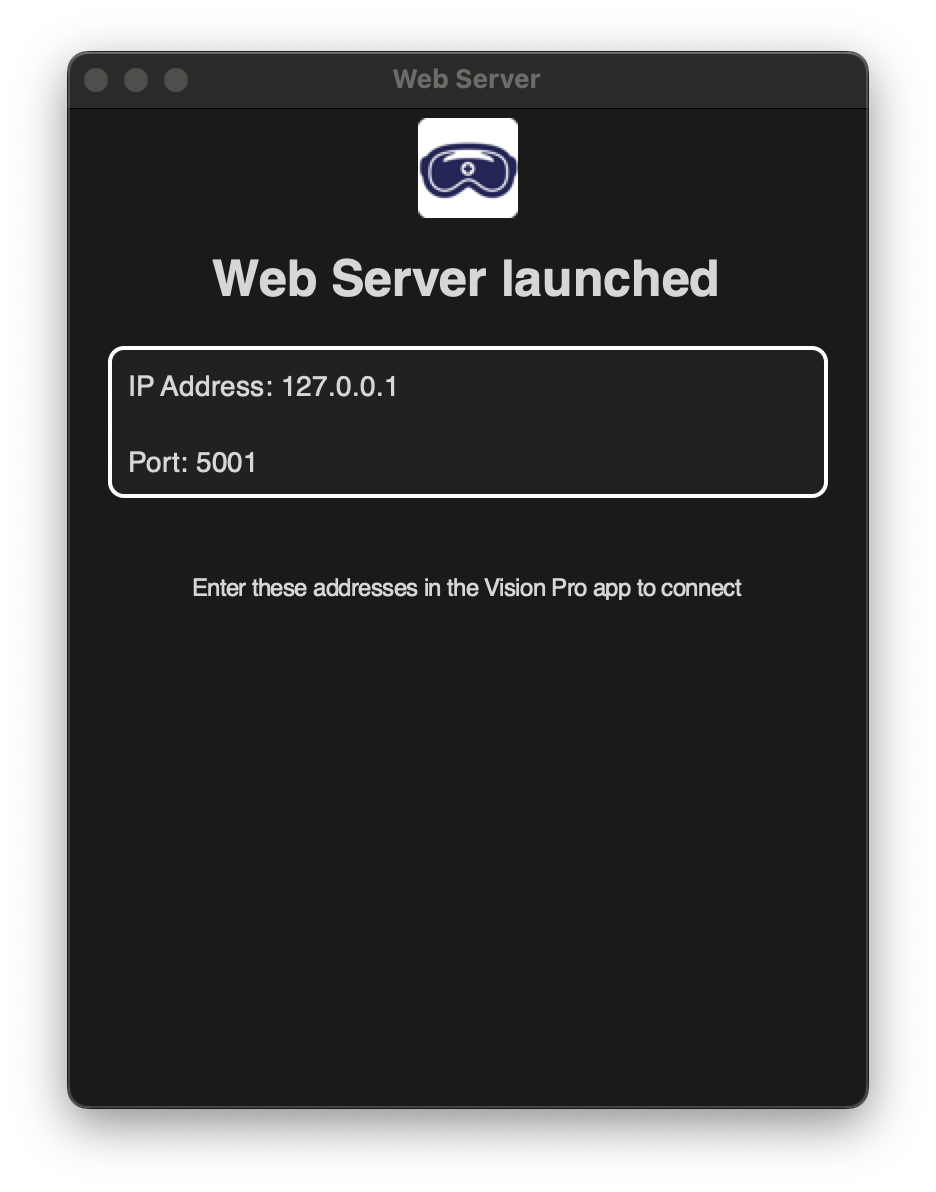 Web Server
Web Server launched
IP Address: 127.0.0.1
Port: 5001
Enter these addresses in the Vision Pro app to connect